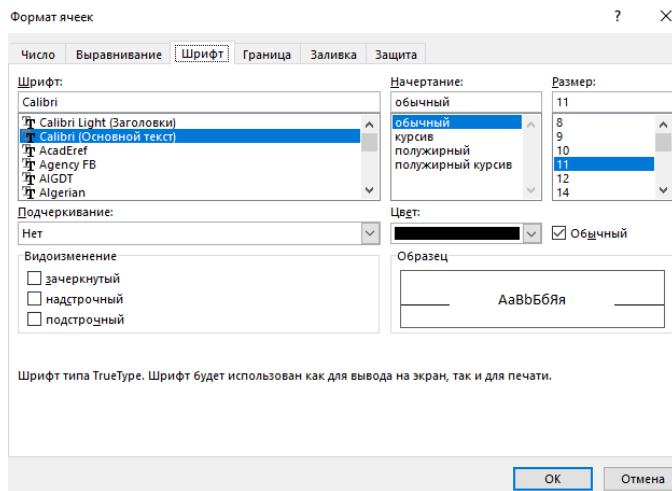 Формат ячеек
Число Выравнивание Шрифт Граница Заливка Защита
Шрифт: Начертание: Размер:
Calibri обычный 11
Calibri Light (Заголовки) обычный 8
Calibri (Основной текст) курсив 9
AcadEref полужирный 10
Agency FB полужирный курсив 11
AIGDT 12
Algerian 14
Подчеркивание: Цвет:
Нет Обычный
Видоизменение Образец
зачеркнутый
надстрочный АаВbБбЯя
подстрочный
Шрифт типа TrueType. Шрифт будет использован как для вывода на экран, так и для печати.
ОК Отмена